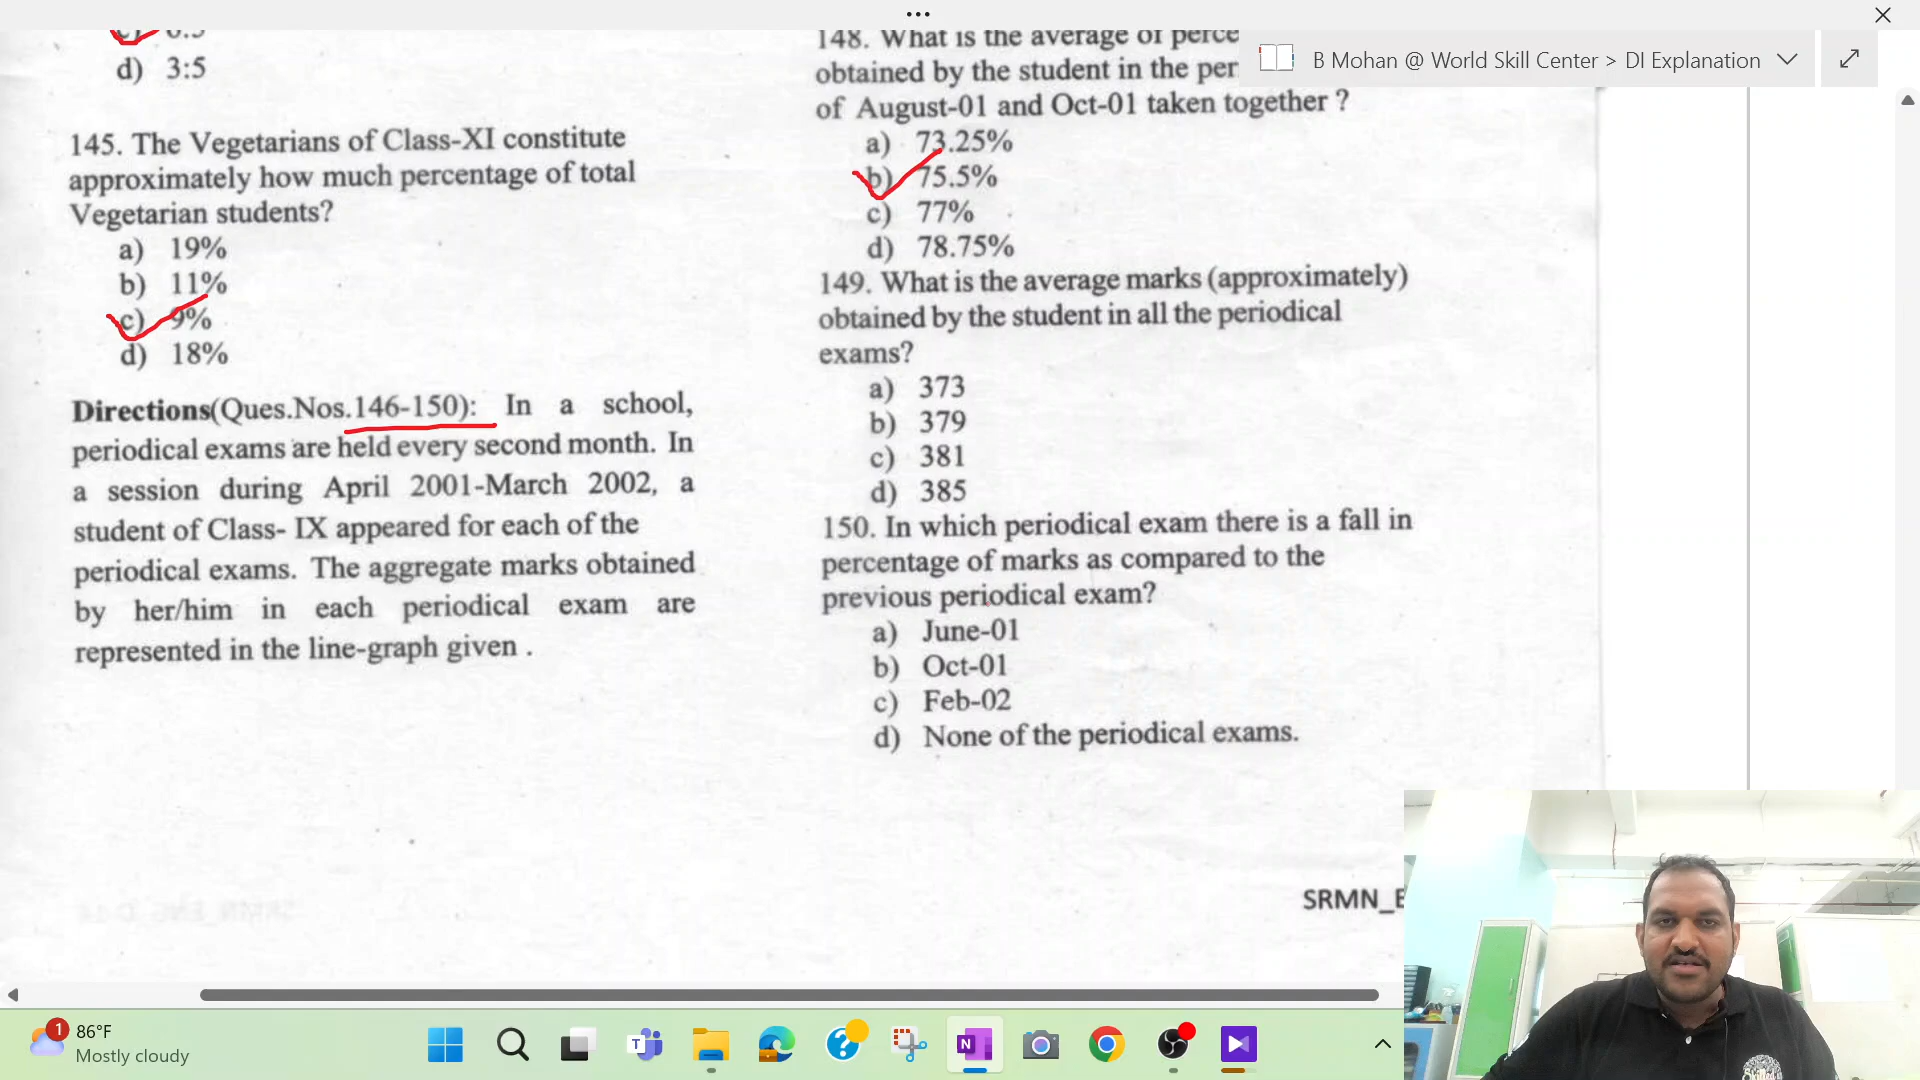 B Mohan @ World Skill Center > DI Explanation
d) 3:5
145. The Vegetarians of Class-XI constitute
approximately how much percentage of total
Vegetarian students?
a) 19%
b) 11%
c) 9%
d) 18%
Directions(Ques.Nos.146-150): In a school,
periodical exams are held every second month. In
a session during April 2001-March 2002, a
student of Class- IX appeared for each of the
periodical exams. The aggregate marks obtained
by her/him in each periodical exam are
represented in the line-graph given .
148. What is the average of perce
obtained by the student in the per
of August-01 and Oct-01 taken together ?
a) 73.25%
b) 75.5%
c) 77%
d) 78.75%
149. What is the average marks (approximately)
obtained by the student in all the periodical
exams?
a) 373
b) 379
c) 381
d) 385
150. In which periodical exam there is a fall in
percentage of marks as compared to the
previous periodical exam?
a) June-01
b) Oct-01
c) Feb-02
d) None of the periodical exams.
SRMN_E
1
86°F
Mostly cloudy